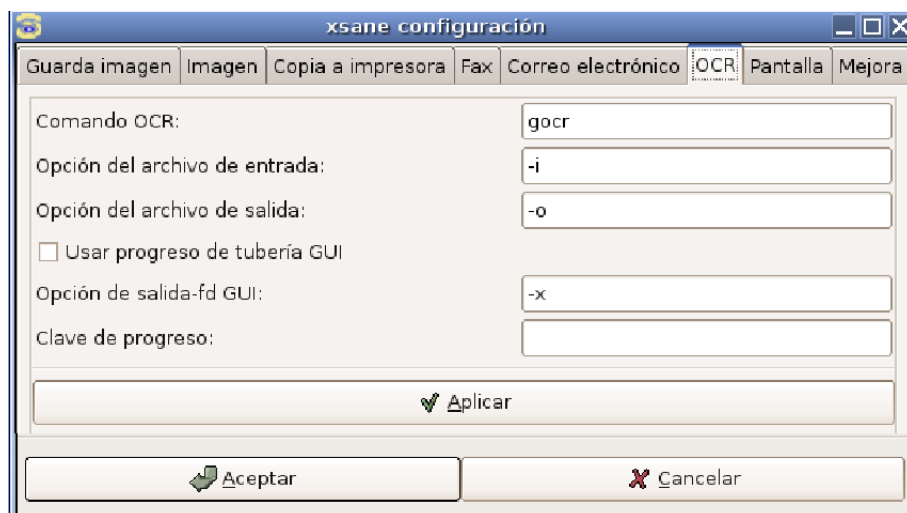 xsane configuración
Guarda imagen Imagen Copia a impresora Fax Correo electrónico OCR Pantalla Mejora
Comando OCR: gocr
Opción del archivo de entrada: -i
Opción del archivo de salida: -o
Usar progreso de tubería GUI
Opción de salida-fd GUI: -x
Clave de progreso:
Aplicar
Aceptar Cancelar